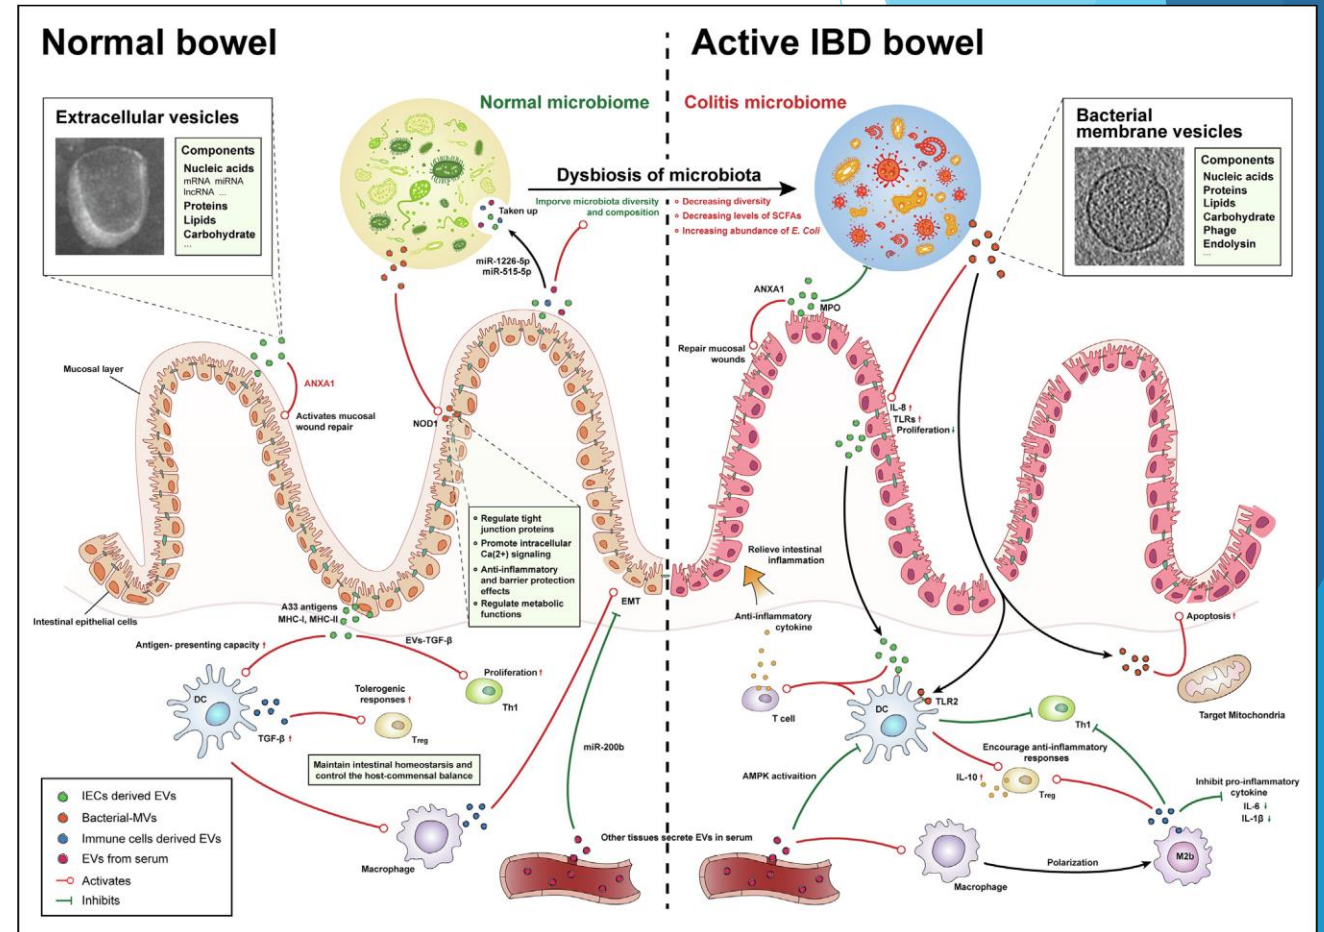 Normal bowel
Active IBD bowel
Extracellular vesicles
Components
Nucleic acids
mRNA miRNA
lncRNA ...
Proteins
Lipids
Carbohydrate
...
Normal microbiome
Colitis microbiome
Dysbiosis of microbiota
Imporve microbiota diversity
and composition
Decreasing diversity
Decreasing levels of SCFAs
Increasing abundance of E. Coli
Taken up
miR-1226-5p
miR-515-5p
Bacterial
membrane vesicles
Components
Nucleic acids
Proteins
Lipids
Carbohydrate
Phage
Endolysin
...
Mucosal layer
ANXA1
Activates mucosal
wound repair
NOD1
Regulate tight
junction proteins
Promote intracellular
Ca(2+) signaling
Anti-inflammatory
and barrier protection
effects
Regulate metabolic
functions
Intestinal epithelial cells
A33 antigens
MHC-I, MHC-II
Antigen- presenting capacity ↑
EVs-TGF-β
Proliferation ↑
Th1
DC
TGF-β ↑
Tolerogenic
responses ↑
Treg
Maintain intestinal homeostarsis and
control the host-commensal balance
Macrophage
EMT
miR-200b
Other tissues secrete EVs in serum
IECs derived EVs
Bacterial-MVs
Immune cells derived EVs
EVs from serum
Activates
Inhibits
ANXA1
MPO
Repair mucosal
wounds
IL-8 ↑
TLRs ↑
Proliferation ↓
Relieve intestinal
inflammation
Anti-inflammatory
cytokine
T cell
DC
TLR2
Th1
Apoptosis ↑
Target Mitochondria
Encourage anti-inflammatory
responses
IL-10 ↑
Treg
AMPK activaition
Inhibit pro-inflammatory
cytokine
IL-6 ↓
IL-1β ↓
Macrophage
Polarization
M2b